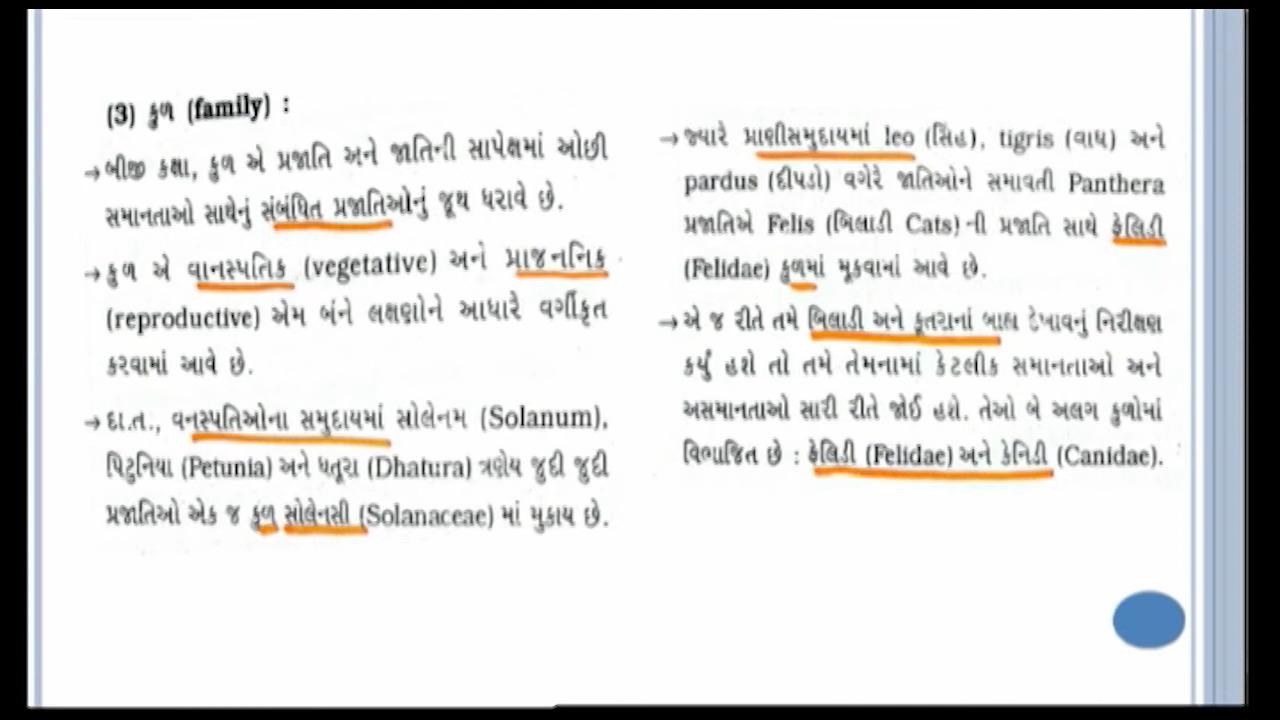 (3) કુળ (family) :
→ બીજી કક્ષા, કુળ એ પ્રજાતિ અને જાતિની સાપેક્ષમાં ઓછી
સમાનતાઓ સાથેનું સંબંધિત પ્રજાતિઓનું જૂથ ધરાવે છે.
→ કુળ એ વાનસ્પતિક (vegetative) અને પ્રાજનનિક
(reproductive) એમ બંને લક્ષણોને આધારે વર્ગીકૃત
કરવામાં આવે છે.
→ દા.ત., વનસ્પતિઓના સમુદાયમાં સોલેનમ (Solanum),
પિટુનિયા (Petunia) અને ધતૂરા (Dhatura) ત્રણેય જુદી જુદી
પ્રજાતિઓ એક જ કુળ સોલેનસી (Solanaceae) માં મુકાય છે.
→ જ્યારે પ્રાણીસમુદાયમાં leo (સિંહ), tigris (વાઘ) અને
pardus (દીપડો) વગેરે જાતિઓને સમાવતી Panthera
પ્રજાતિએ Felis (બિલાડી Cats) -ની પ્રજાતિ સાથે ફેલિડી
(Felidae) કુળમાં મૂકવામાં આવે છે.
→ એ જ રીતે તમે બિલાડી અને કૂતરાનાં બાહ્ય દેખાવનું નિરીક્ષણ
કર્યું હશે તો તમે તેમનામાં કેટલીક સમાનતાઓ અને
અસમાનતાઓ સારી રીતે જોઈ હશે. તેઓ બે અલગ કુળોમાં
વિભાજિત છે : ફેલિડી (Felidae) અને કેનિડી (Canidae).